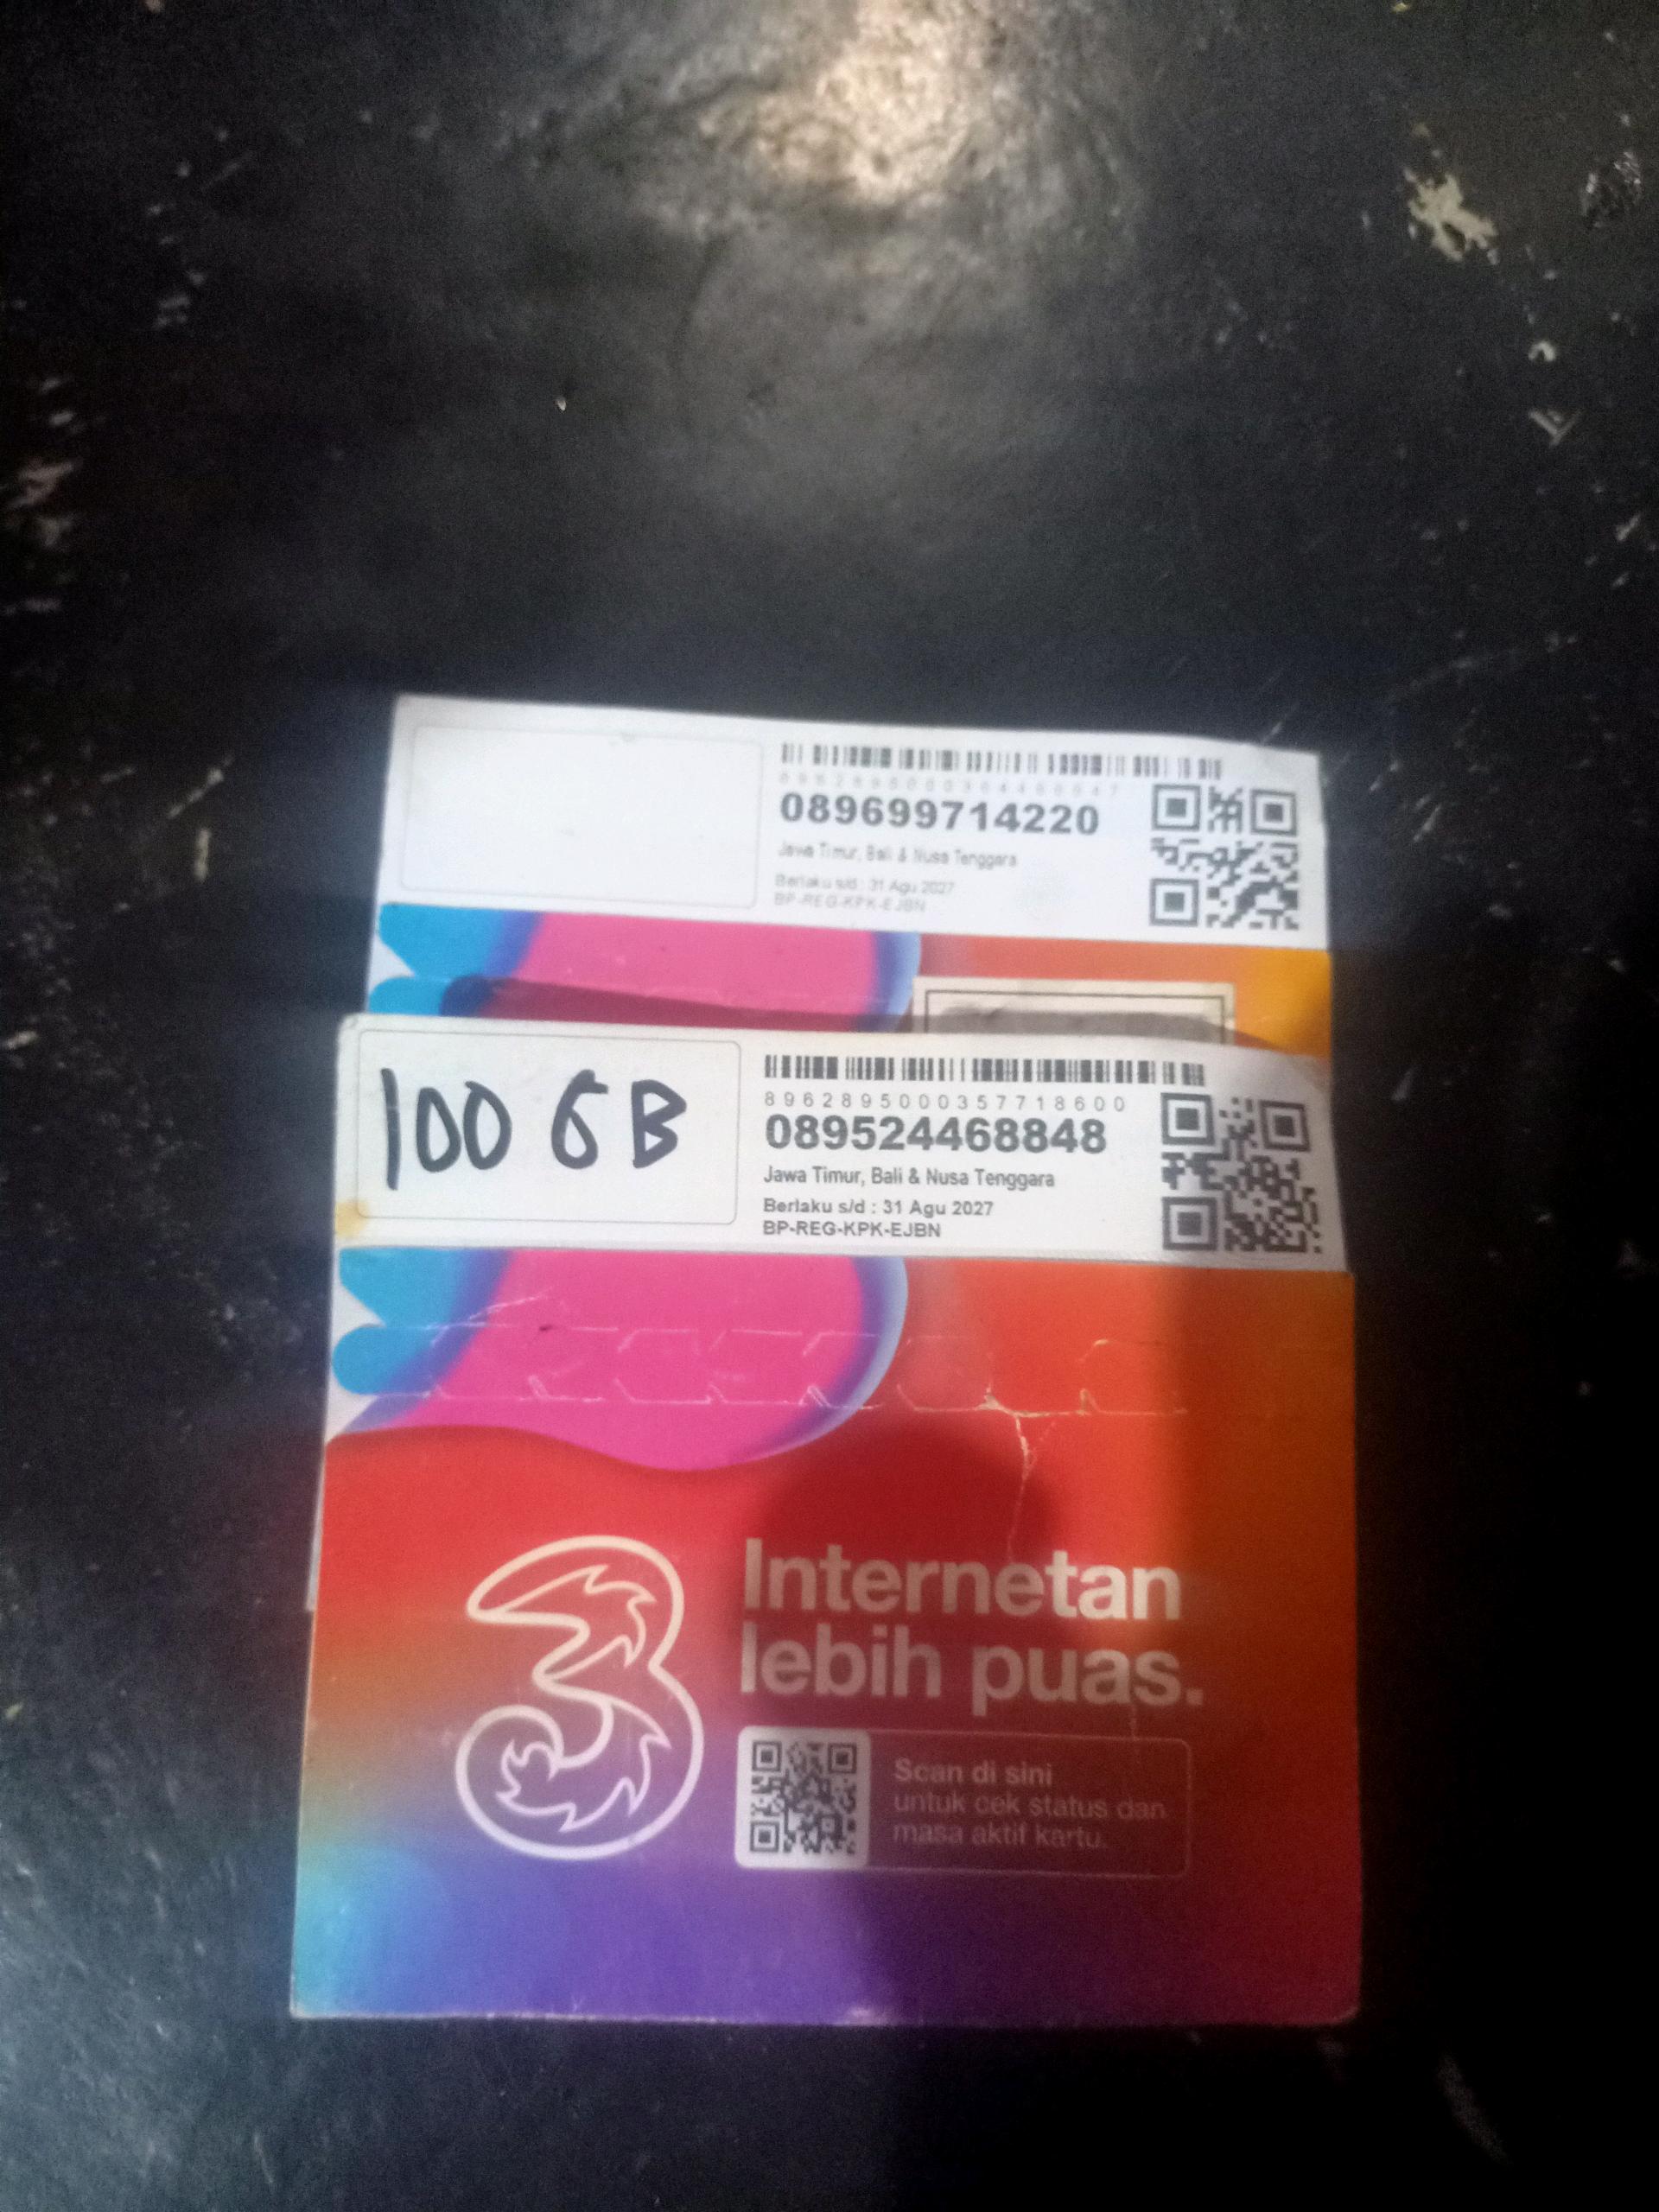 089699714220
Jawa Timur, Bali & Nusa Tenggara
Berlaku s/d : 31 Agu 2027
BP-REG-KPK-EJBN
100 GB
8962895000357718600
089524468848
Jawa Timur, Bali & Nusa Tenggara
Berlaku s/d : 31 Agu 2027
BP-REG-KPK-EJBN
3
Internetan
lebih puas.
Scan di sini
untuk cek status dan
masa aktif kartu.